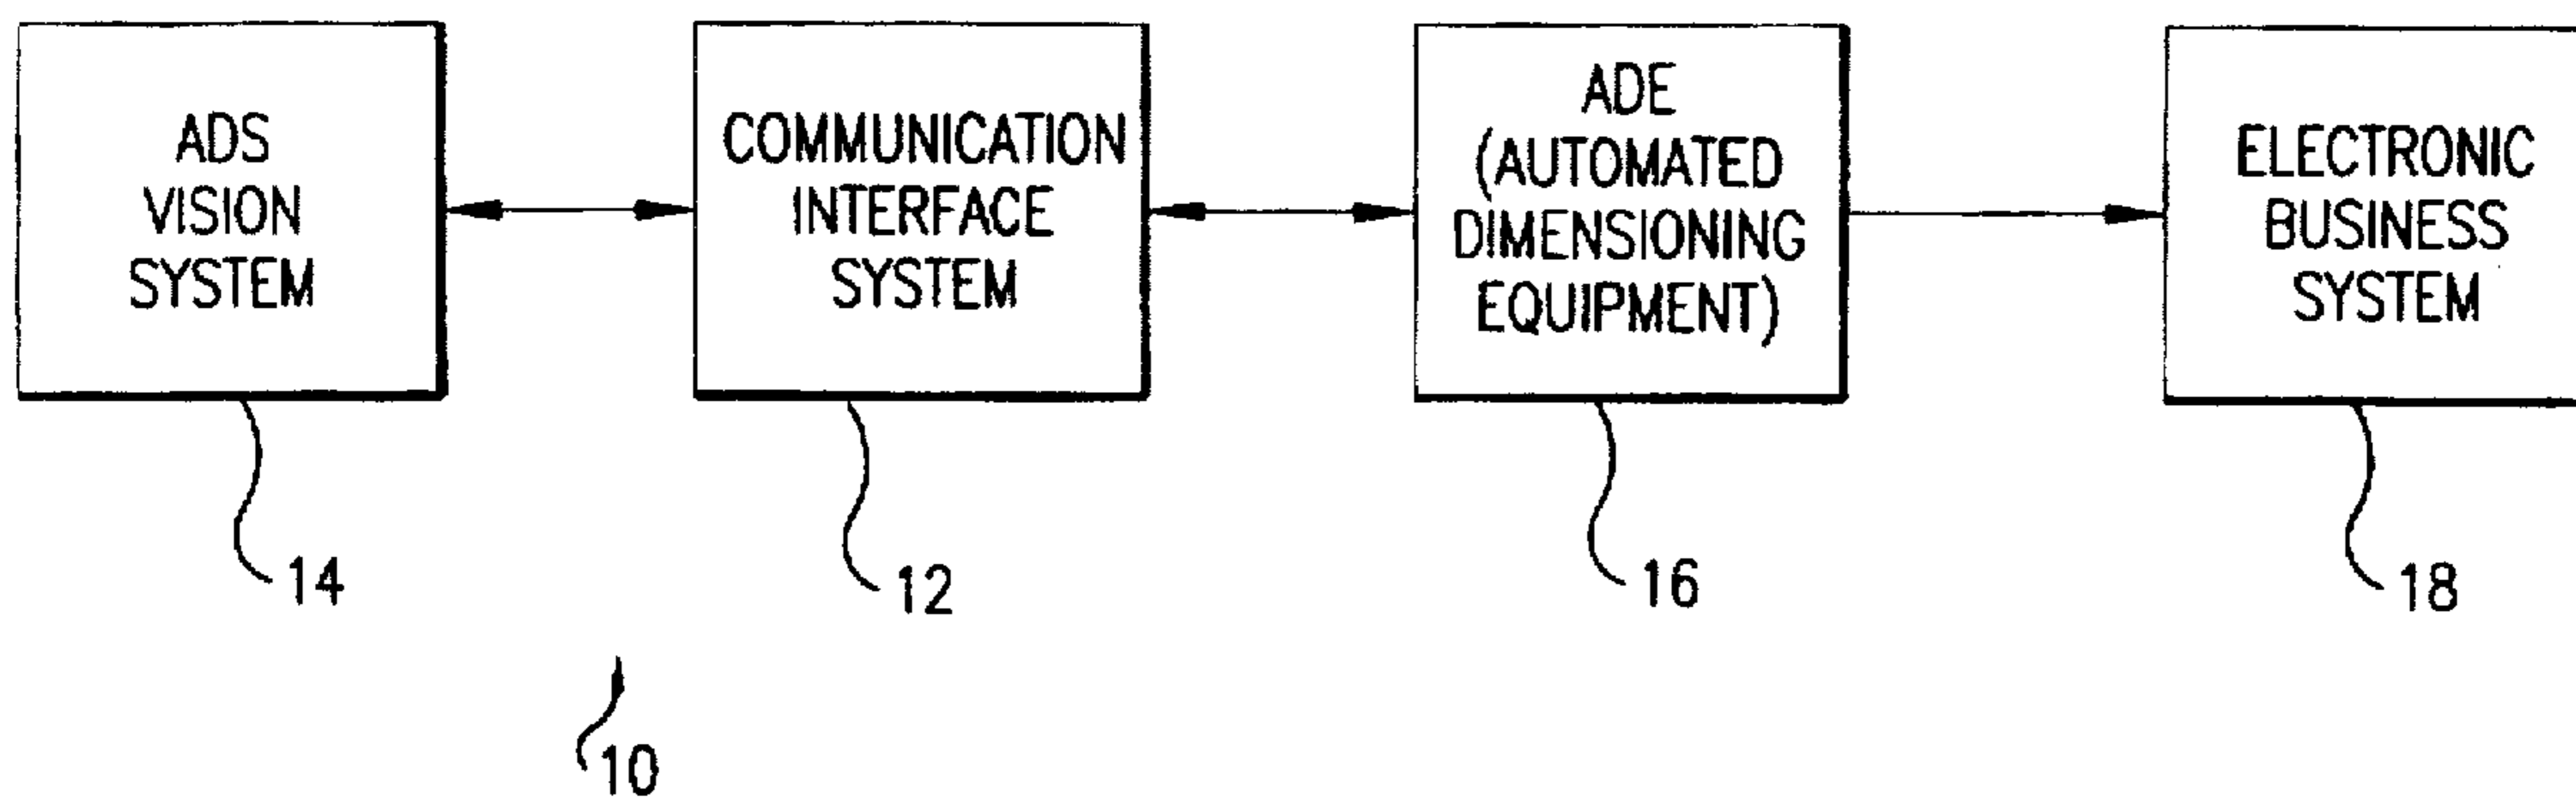 ADS
VISION
SYSTEM
COMMUNICATION
INTERFACE
SYSTEM
ADE
(AUTOMATED
DIMENSIONING
EQUIPMENT)
ELECTRONIC
BUSINESS
SYSTEM
14
12
16
18
10